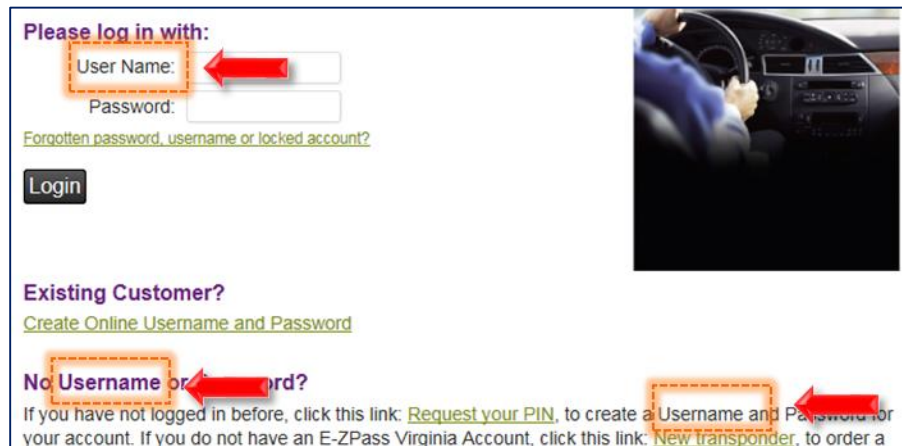 Please log in with:
User Name:
Password:
Forgotten password, username or locked account?
Login
Existing Customer?
Create Online Username and Password
No Username or rd?
If you have not logged in before, click this link: Request your PIN, to create a Username and Password for
your account. If you do not have an E-ZPass Virginia Account, click this link: New transponder, to order a